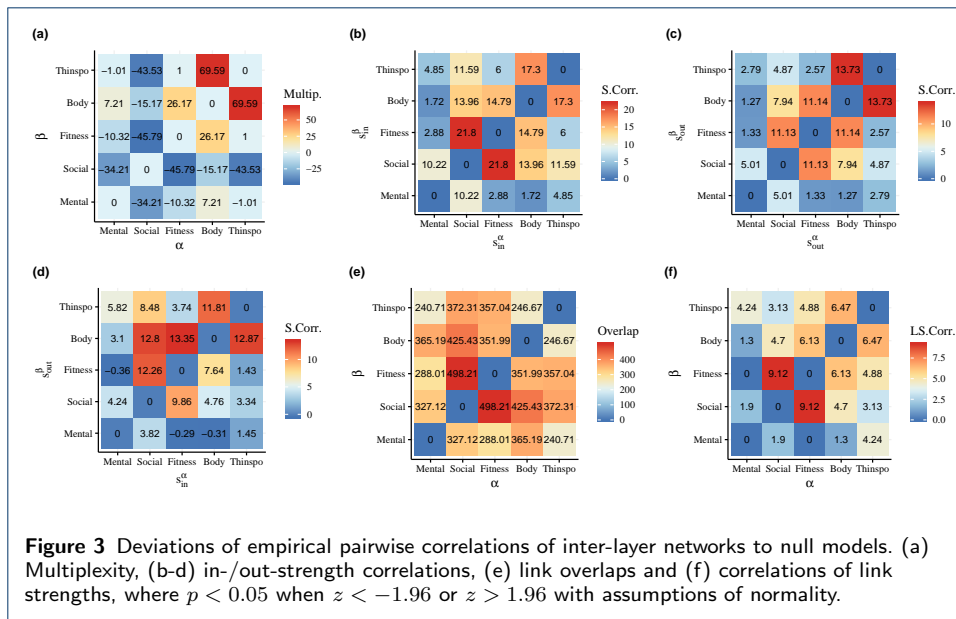 (a)
Thinspo −1.01 −43.53 1 69.59 0
Body 7.21 −15.17 26.17 0 69.59
Fitness −10.32 −45.79 0 26.17 1
Social −34.21 0 −45.79 −15.17 −43.53
Mental 0 −34.21 −10.32 7.21 −1.01
Mental Social Fitness Body Thinspo
α
β
Multip.
50
25
0
−25
(b)
Thinspo 4.85 11.59 6 17.3 0
Body 1.72 13.96 14.79 0 17.3
Fitness 2.88 21.8 0 14.79 6
Social 10.22 0 21.8 13.96 11.59
Mental 0 10.22 2.88 1.72 4.85
Mental Social Fitness Body Thinspo
s_in^α
s_in^β
S.Corr.
20
15
10
5
0
(c)
Thinspo 2.79 4.87 2.57 13.73 0
Body 1.27 7.94 11.14 0 13.73
Fitness 1.33 11.13 0 11.14 2.57
Social 5.01 0 11.13 7.94 4.87
Mental 0 5.01 1.33 1.27 2.79
Mental Social Fitness Body Thinspo
s_out^α
s_out^β
S.Corr.
10
5
0
(d)
Thinspo 5.82 8.48 3.74 11.81 0
Body 3.1 12.8 13.35 0 12.87
Fitness −0.36 12.26 0 7.64 1.43
Social 4.24 0 9.86 4.76 3.34
Mental 0 3.82 −0.29 −0.31 1.45
Mental Social Fitness Body Thinspo
s_in^α
s_out^β
S.Corr.
10
5
0
(e)
Thinspo 240.71 372.31 357.04 246.67 0
Body 365.19 425.43 351.99 0 246.67
Fitness 288.01 498.21 0 351.99 357.04
Social 327.12 0 498.21 425.43 372.31
Mental 0 327.12 288.01 365.19 240.71
Mental Social Fitness Body Thinspo
α
β
Overlap
400
300
200
100
0
(f)
Thinspo 4.24 3.13 4.88 6.47 0
Body 1.3 4.7 6.13 0 6.47
Fitness 0 9.12 0 6.13 4.88
Social 1.9 0 9.12 4.7 3.13
Mental 0 1.9 0 1.3 4.24
Mental Social Fitness Body Thinspo
α
β
LS.Corr.
7.5
5.0
2.5
0.0
Figure 3 Deviations of empirical pairwise correlations of inter-layer networks to null models. (a)
Multiplexity, (b-d) in-/out-strength correlations, (e) link overlaps and (f) correlations of link
strengths, where p < 0.05 when z < −1.96 or z > 1.96 with assumptions of normality.